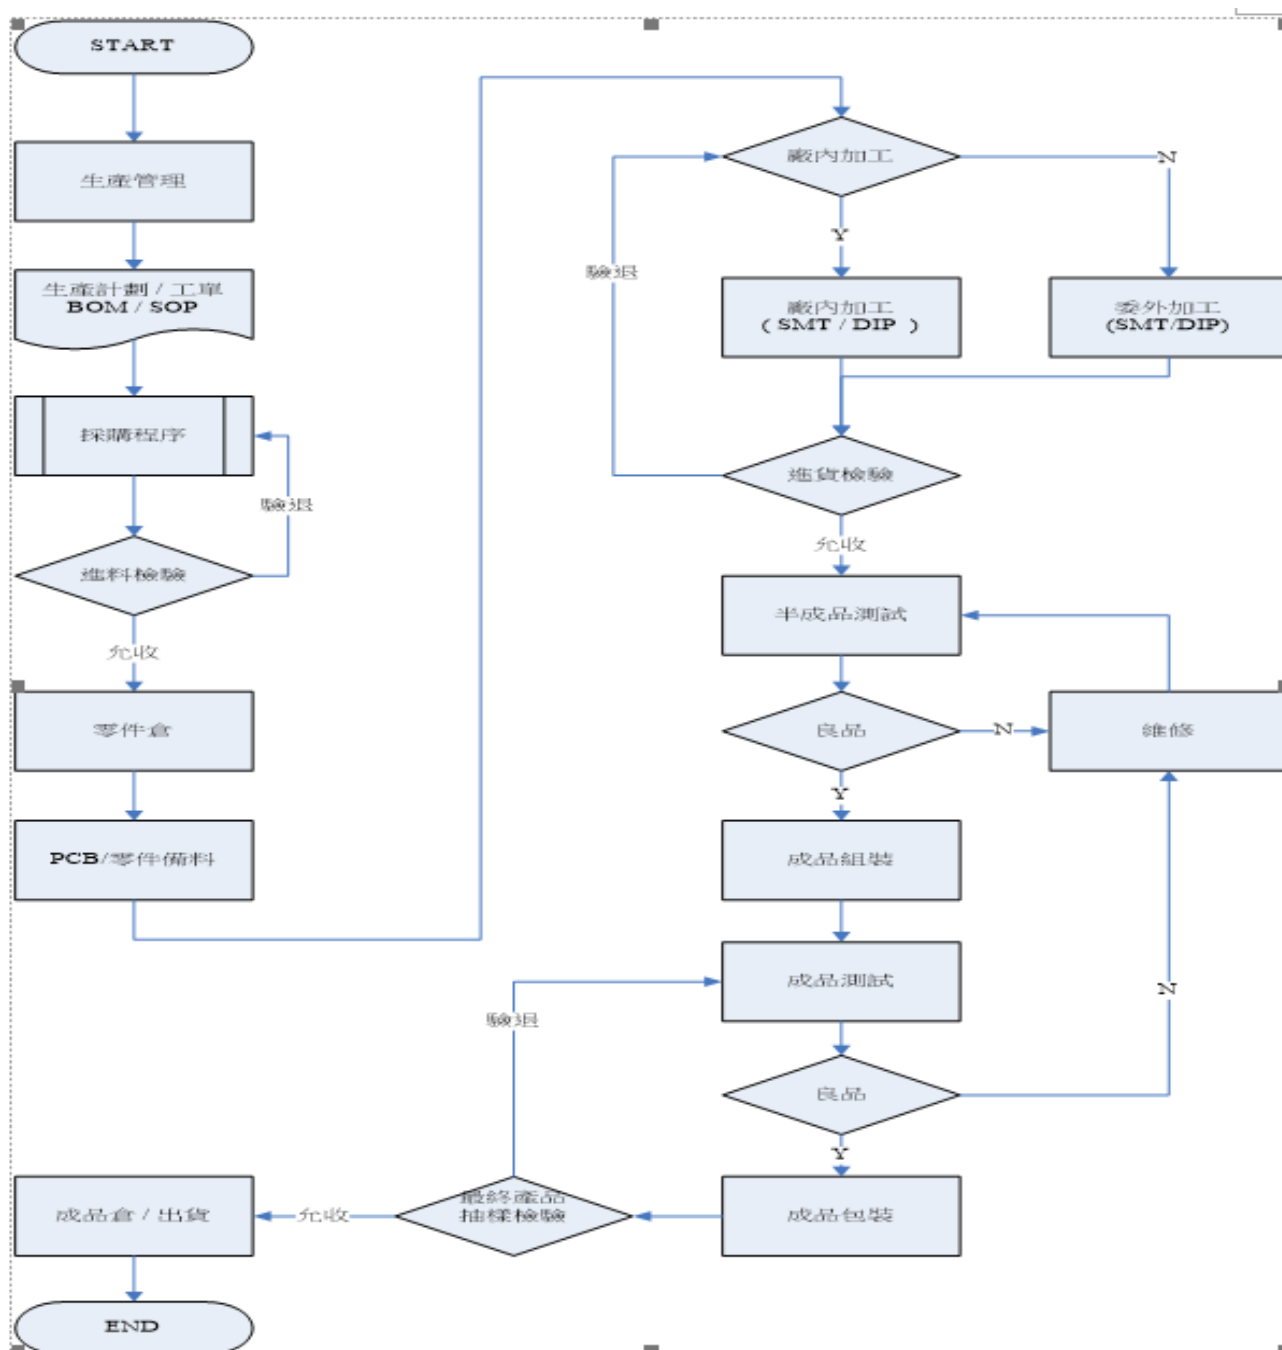 START
生產管理
生產計劃 / 工單
BOM / SOP
採購程序
驗退
進料檢驗
允收
零件倉
PCB/零件備料
廠內加工
N
Y
驗退
廠內加工
( SMT / DIP )
委外加工
(SMT/DIP)
進貨檢驗
允收
半成品測試
良品
N
維修
Y
成品組裝
成品測試
N
驗退
良品
Y
成品包裝
最終產品
抽樣檢驗
允收
成品倉 / 出貨
END